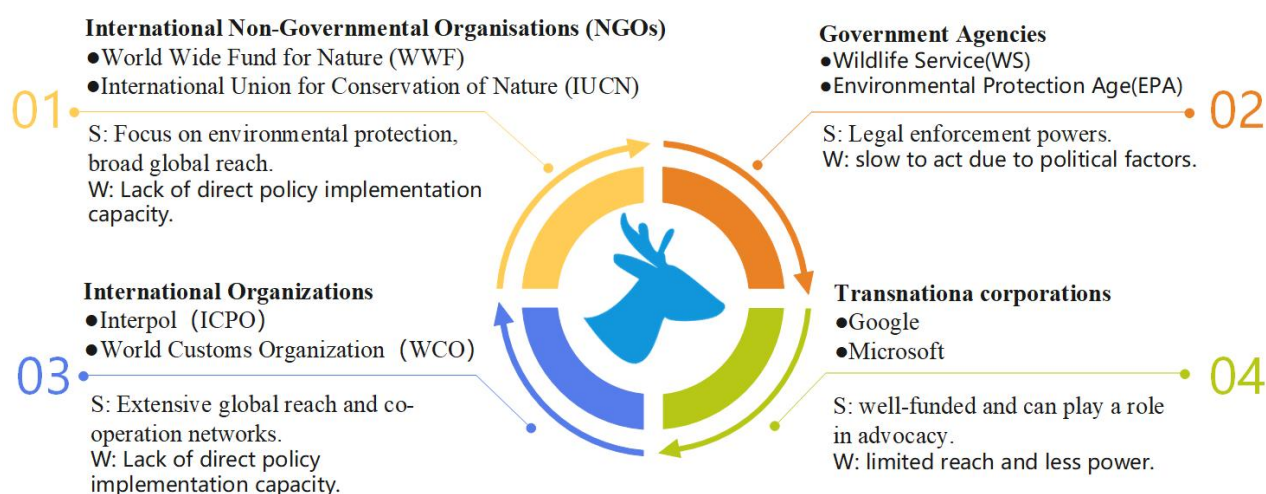 International Non-Governmental Organisations (NGOs)
●World Wide Fund for Nature (WWF)
●International Union for Conservation of Nature (IUCN)
01
S: Focus on environmental protection,
broad global reach.
W: Lack of direct policy implementation
capacity.
Government Agencies
●Wildlife Service(WS)
●Environmental Protection Age(EPA)
02
S: Legal enforcement powers.
W: slow to act due to political factors.
International Organizations
●Interpol（ICPO）
●World Customs Organization（WCO）
03
S: Extensive global reach and co-
operation networks.
W: Lack of direct policy
implementation capacity.
Transnationa corporations
●Google
●Microsoft
04
S: well-funded and can play a role
in advocacy.
W: limited reach and less power.